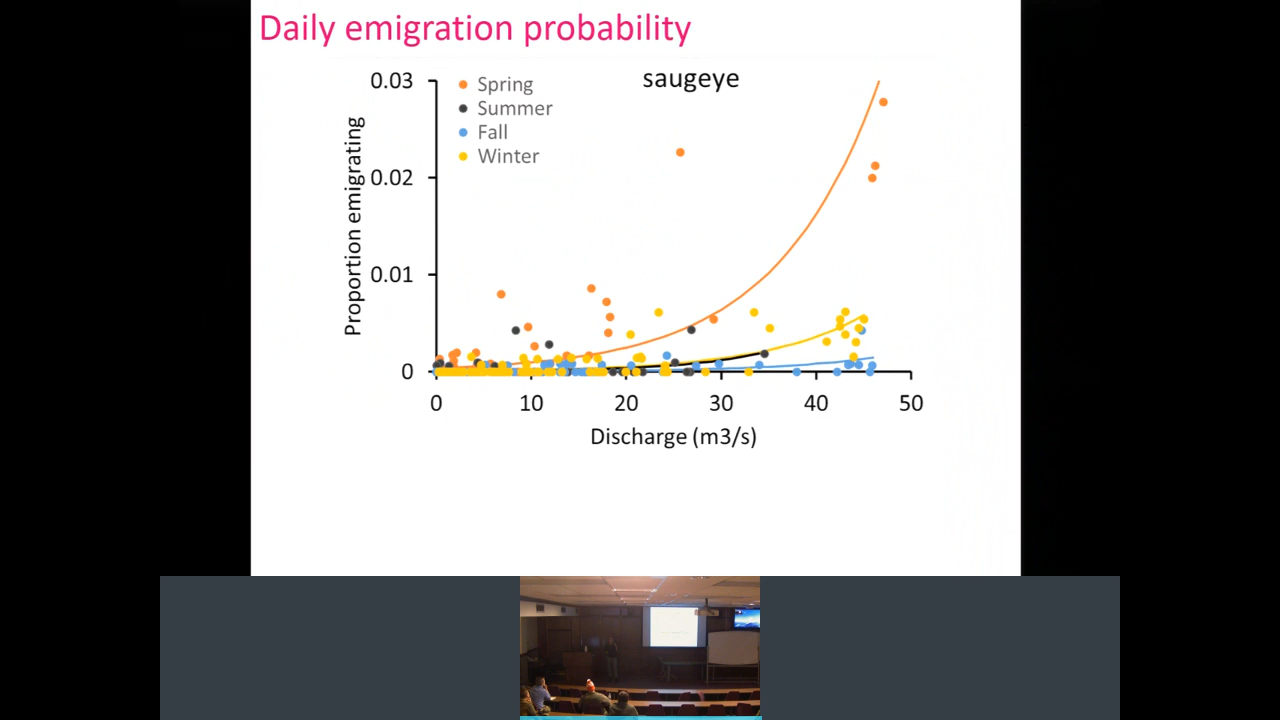 Daily emigration probability
saugeye
Spring
Summer
Fall
Winter
Proportion emigrating
0.03
0.02
0.01
0
0 10 20 30 40 50
Discharge (m3/s)